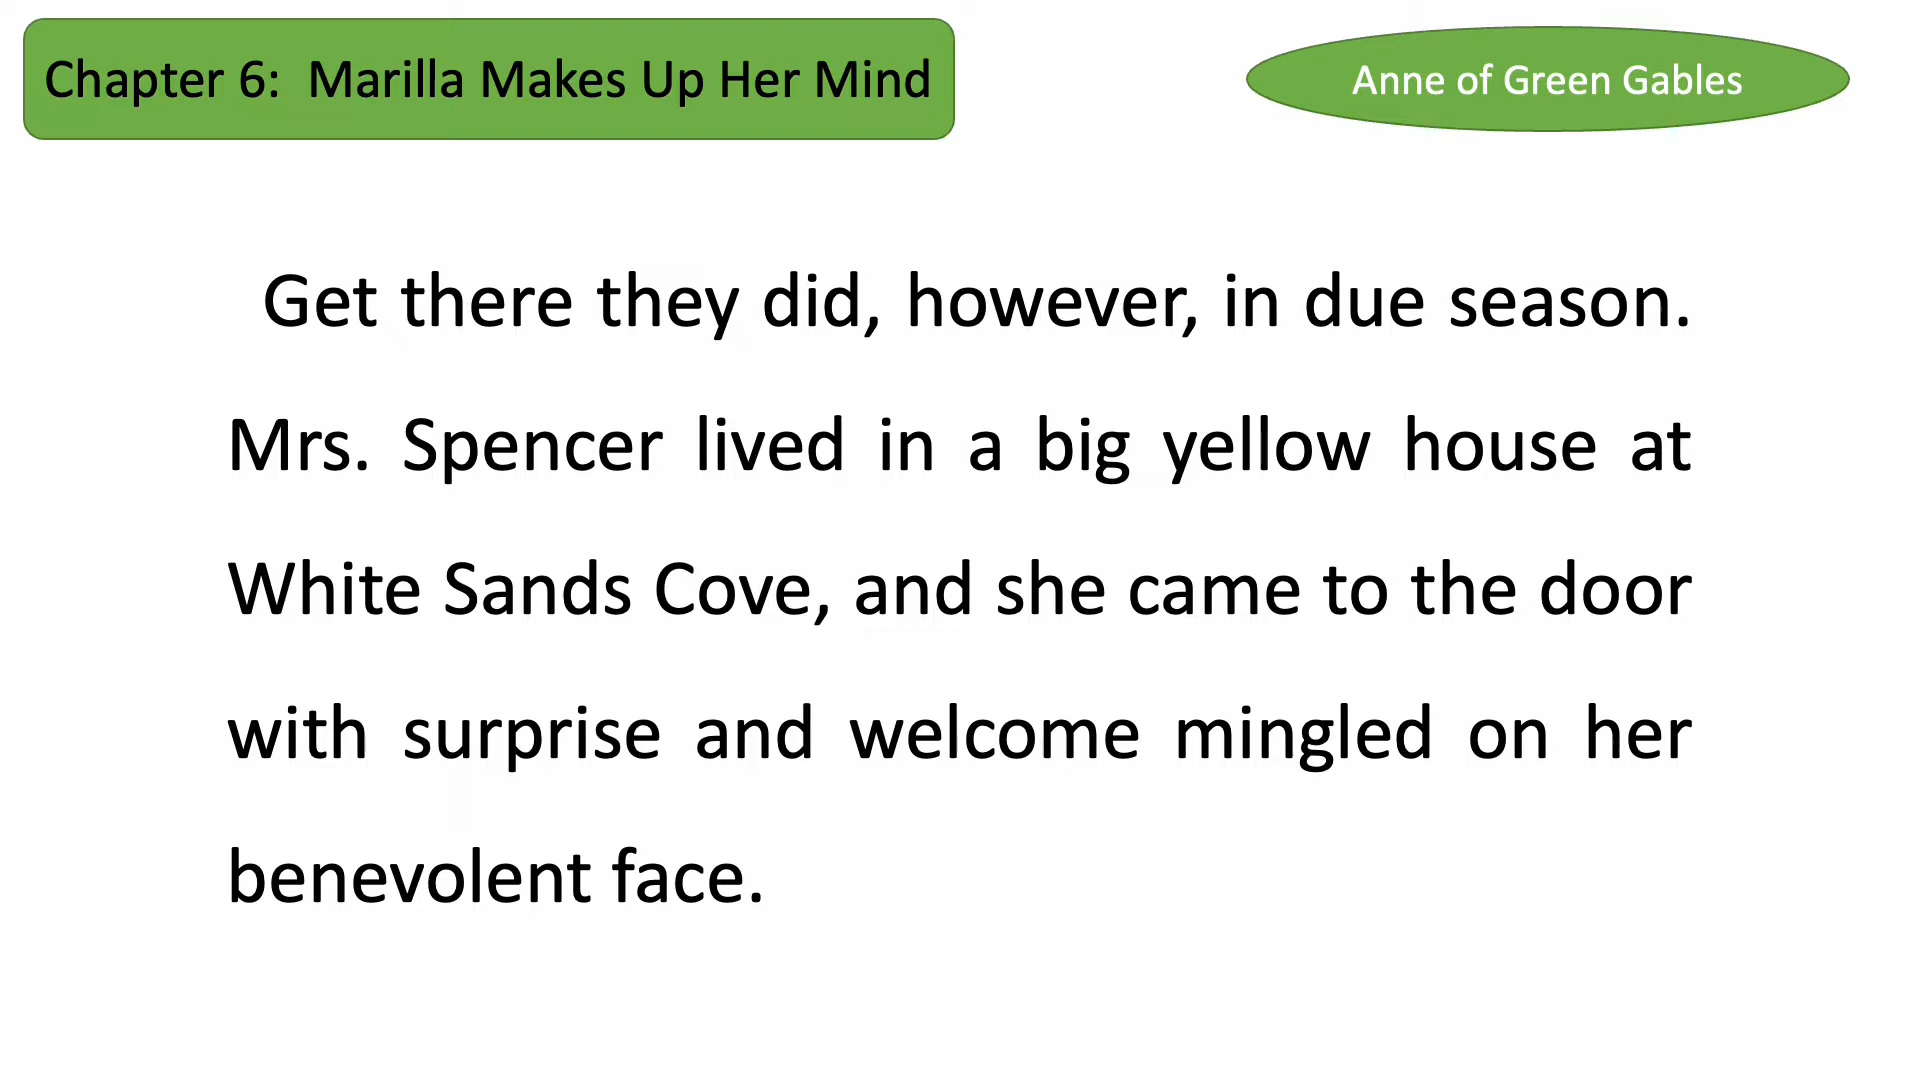 Chapter 6:  Marilla Makes Up Her Mind
Anne of Green Gables
Get there they did, however, in due season.
Mrs. Spencer lived in a big yellow house at
White Sands Cove, and she came to the door
with surprise and welcome mingled on her
benevolent face.